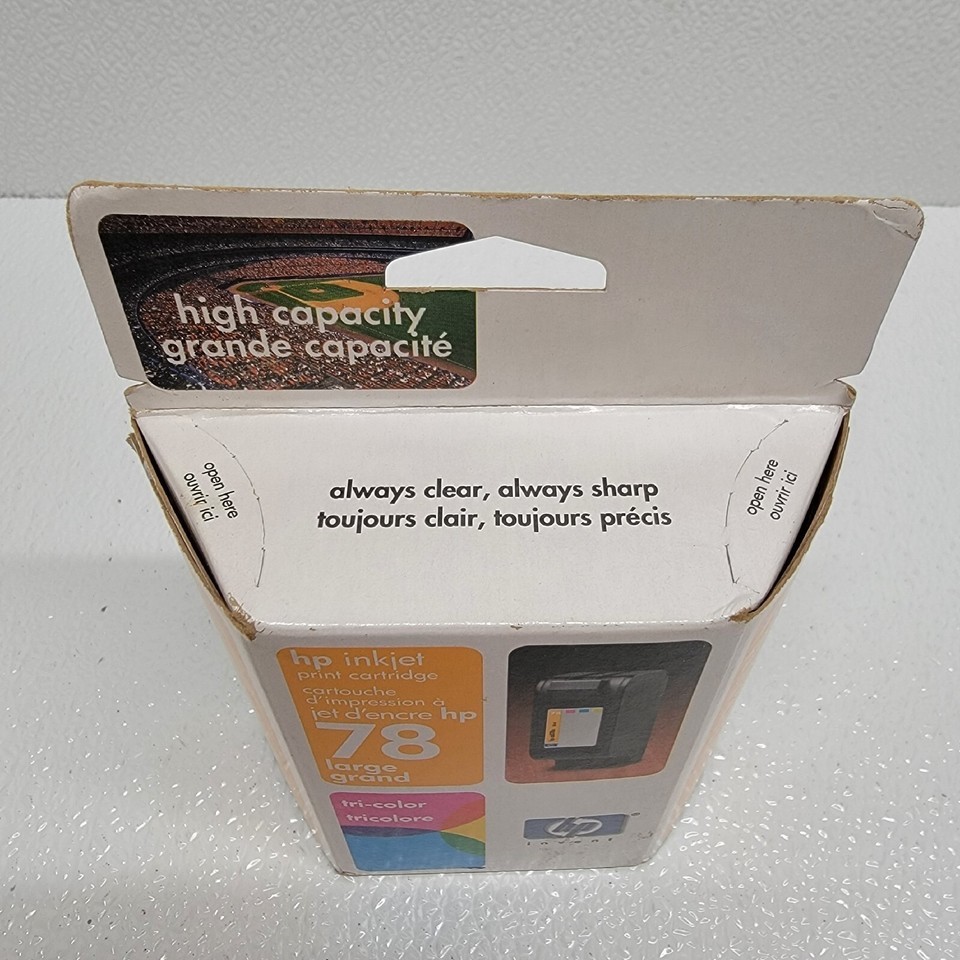 high capacity
grande capacité
open here
ouvrir ici
always clear, always sharp
toujours clair, toujours précis
open here
ouvrir ici
hp inkjet
print cartridge
cartouche
d'impression à
jet d'encre hp
78
large
grand
tri-color
tricolore
hp
invent